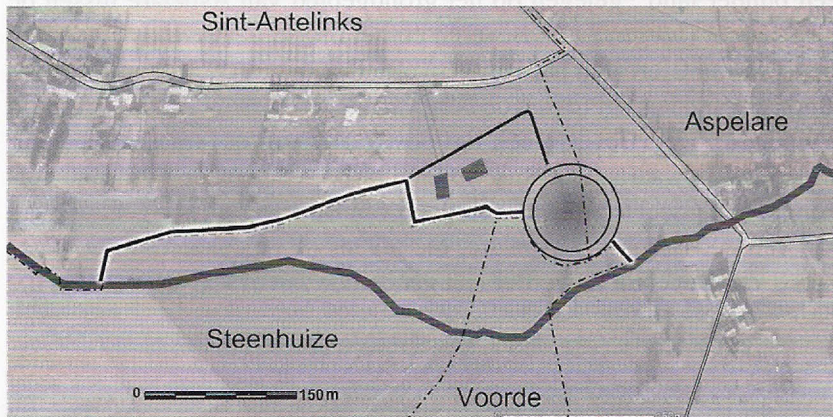 Sint-Antelinks
Aspelare
Steenhuize
0 150 m
Voorde